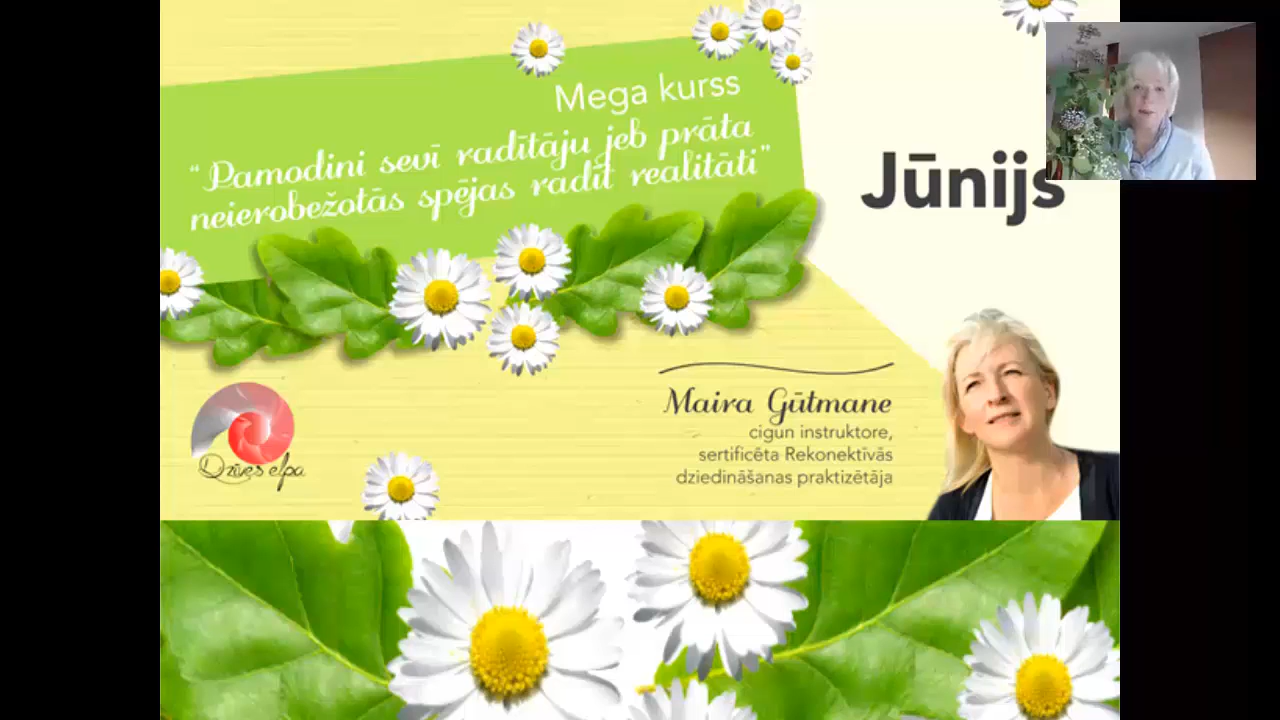 Mega kurss
“Pamodini sevī radītāju jeb prāta
neierobežotās spējas radīt realitāti”
Jūnijs
Maira Gūtmane
cigun instruktore,
sertificēta Rekonektīvās
dziedināšanas praktizētāja
Dzīves elpa